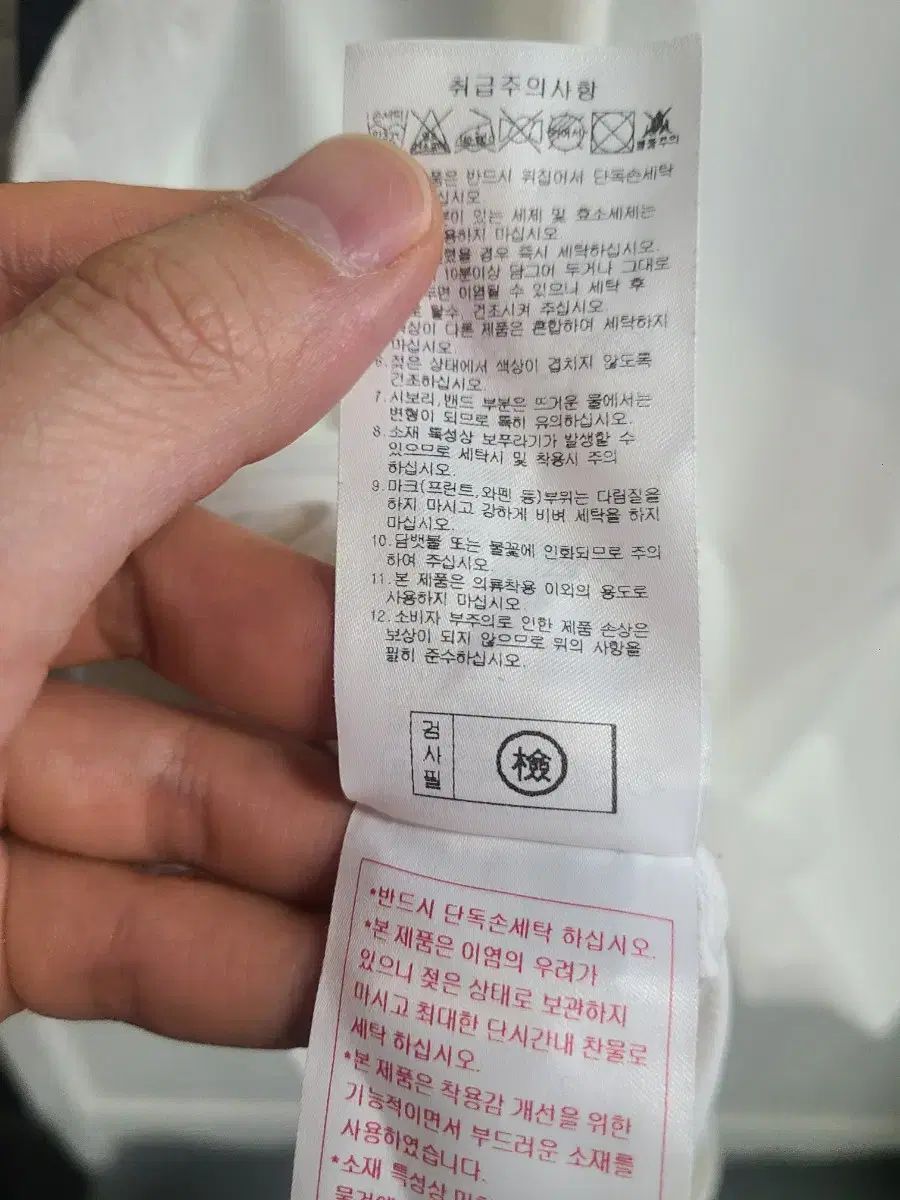 취급주의사항
손세탁
품은 반드시 뒤집어서 단독손세탁
십시오
있는 세제 및 효소세제는
용하지 마십시오
경우 즉시 세탁하십시오.
10분이상 담그어 두거나 그대로
이염될 수 있으니 세탁 후
탈수, 건조시켜 주십시오.
색상이 다른 제품은 혼합하여 세탁하지
마십시오.
6. 젖은 상태에서 색상이 겹치지 않도록
건조하십시오.
7. 시보리,밴드 부분은 뜨거운 물에서는
변형이 되므로 특히 유의하십시오.
8. 소재 특성상 보푸라기가 발생할 수
있으므로 세탁시 및 착용시 주의
하십시오.
9. 마크(프린트,와펜 등)부위는 다림질을
하지 마시고 강하게 비벼 세탁을 하지
마십시오.
10. 담뱃불 또는 불꽃에 인화되므로 주의
하여 주십시오.
11. 본 제품은 의류착용 이외의 용도로
사용하지 마십시오
12. 소비자 부주의로 인한 제품 손상은
보상이 되지 않으므로 위의 사항을
필히 준수하십시오.
검사필
檢
*반드시 단독손세탁 하십시오.
*본 제품은 이염의 우려가
있으니 젖은 상태로 보관하지
마시고 최대한 단시간내 찬물로
세탁 하십시오.
*본 제품은 착용감 개선을 위한
기능적이면서 부드러운 소재를
사용하였습니다.
*소재 특성상